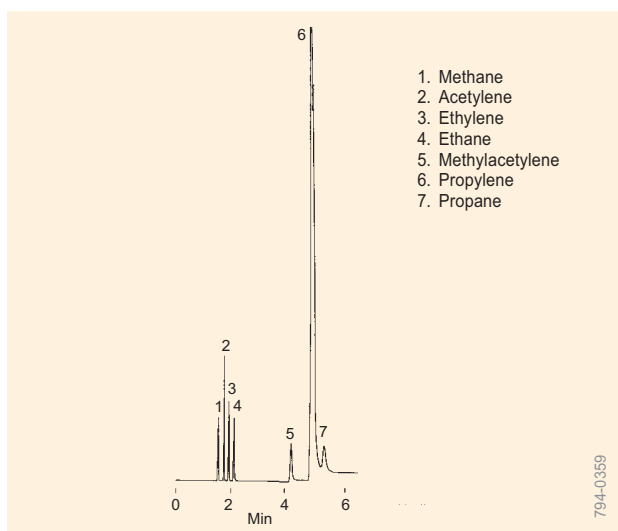 6
1. Methane
2. Acetylene
3. Ethylene
4. Ethane
5. Methylacetylene
6. Propylene
7. Propane
2
3
1
4
5
7
0 2 4 6
Min
794-0359